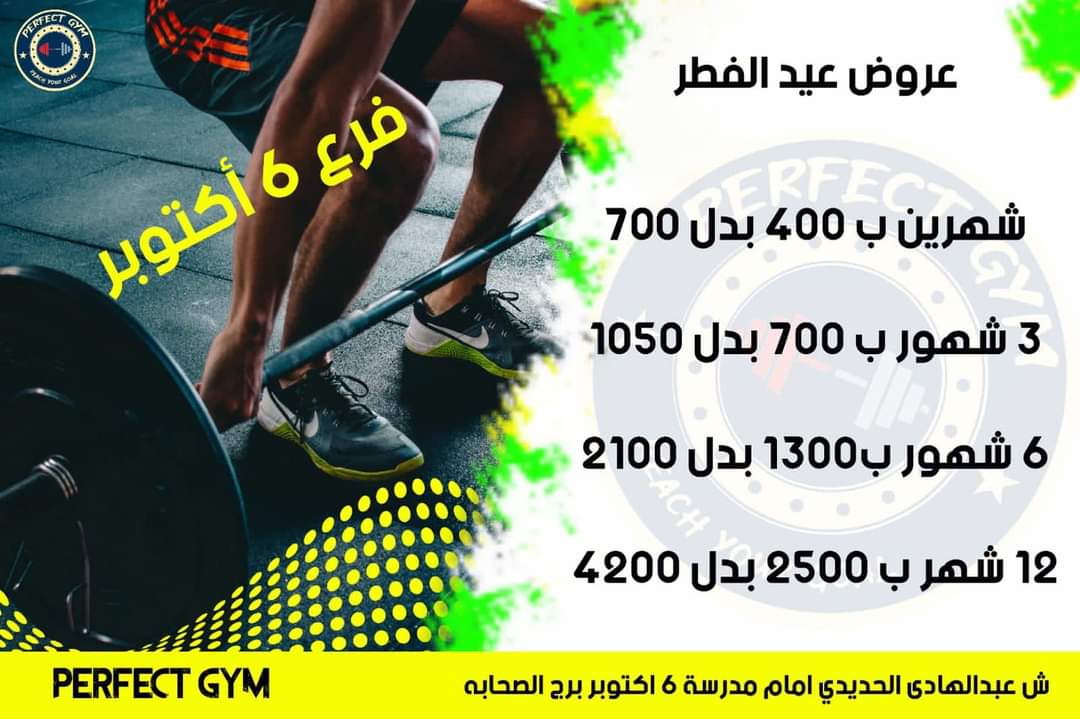 PERFECT GYM
REACH YOUR GOAL
فرع 6 أكتوبر
عروض عيد الفطر
شهرين ب 400 بدل 700
3 شهور ب 700 بدل 1050
6 شهور ب1300 بدل 2100
12 شهر ب 2500 بدل 4200
PERFECT GYM
ش عبدالهادى الحديدي امام مدرسة 6 اكتوبر برج الصحابه